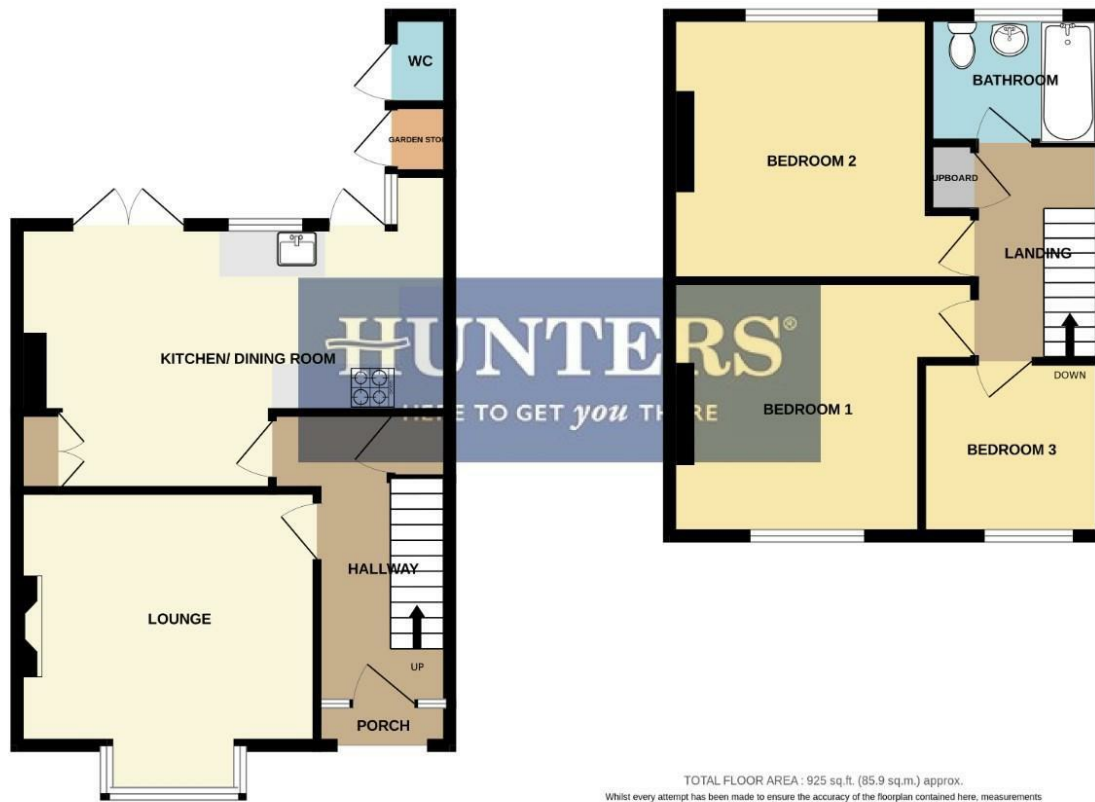 WC
GARDEN STOR
KITCHEN/ DINING ROOM
HALLWAY
LOUNGE
UP
PORCH
BATHROOM
BEDROOM 2
UPBOARD
LANDING
DOWN
BEDROOM 1
BEDROOM 3
HUNTERS®
HERE TO GET you THERE
TOTAL FLOOR AREA : 925 sq.ft. (85.9 sq.m.) approx.
Whilst every attempt has been made to ensure the accuracy of the floorplan contained here, measurements